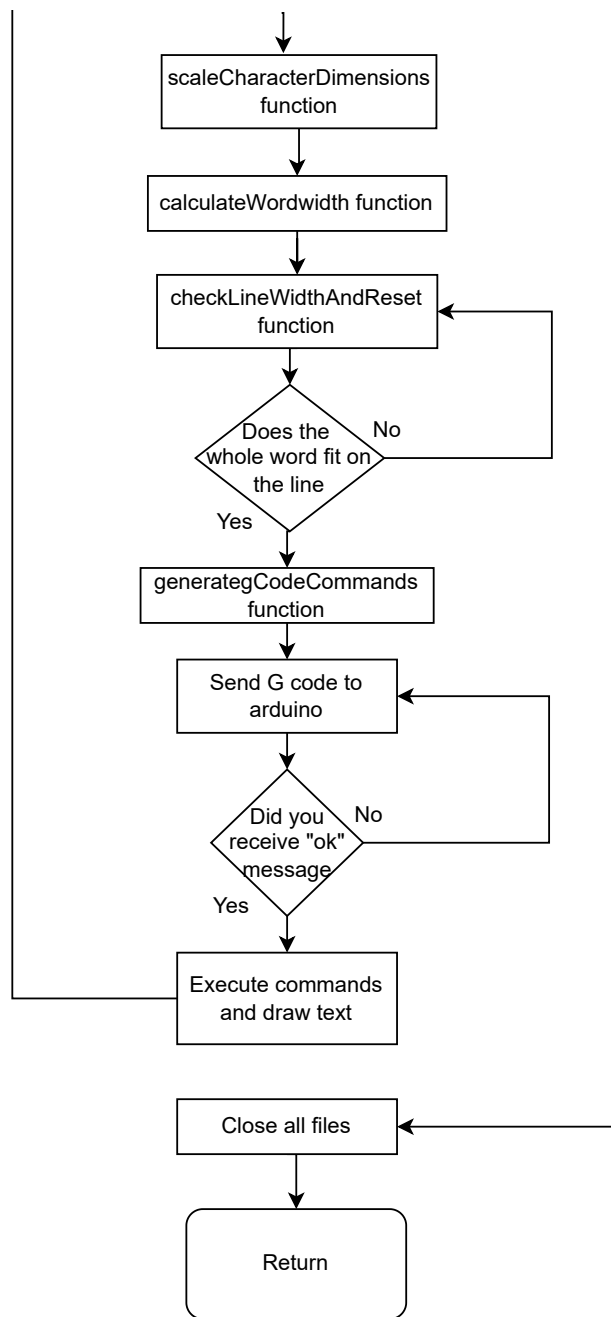 scaleCharacterDimensions
function
calculateWordwidth function
checkLineWidthAndReset
function
Does the
whole word fit on
the line
No
Yes
generategCodeCommands
function
Send G code to
arduino
Did you
receive "ok"
message
No
Yes
Execute commands
and draw text
Close all files
Return